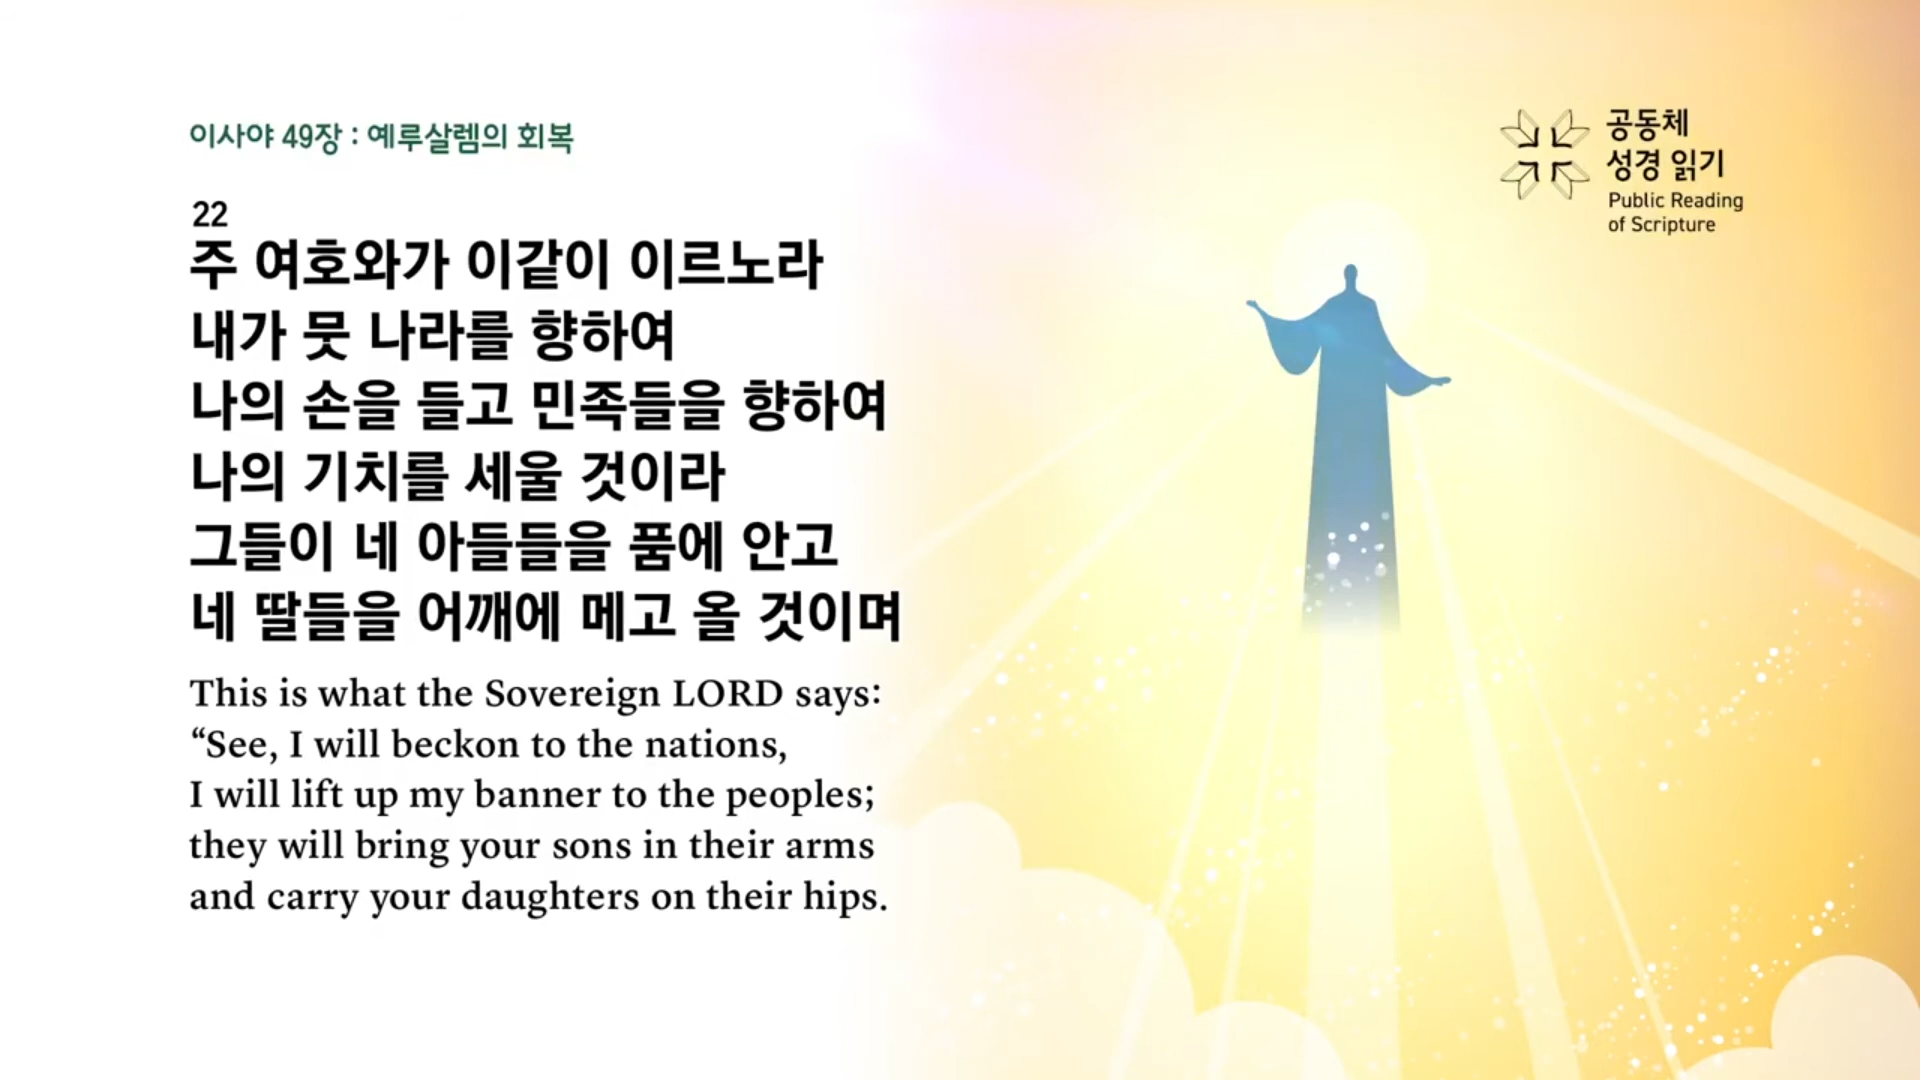 이사야 49장 : 예루살렘의 회복
22
주 여호와가 이같이 이르노라
내가 뭇 나라를 향하여
나의 손을 들고 민족들을 향하여
나의 기치를 세울 것이라
그들이 네 아들들을 품에 안고
네 딸들을 어깨에 메고 올 것이며
This is what the Sovereign LORD says:
“See, I will beckon to the nations,
I will lift up my banner to the peoples;
they will bring your sons in their arms
and carry your daughters on their hips.
공동체
성경 읽기
Public Reading
of Scripture